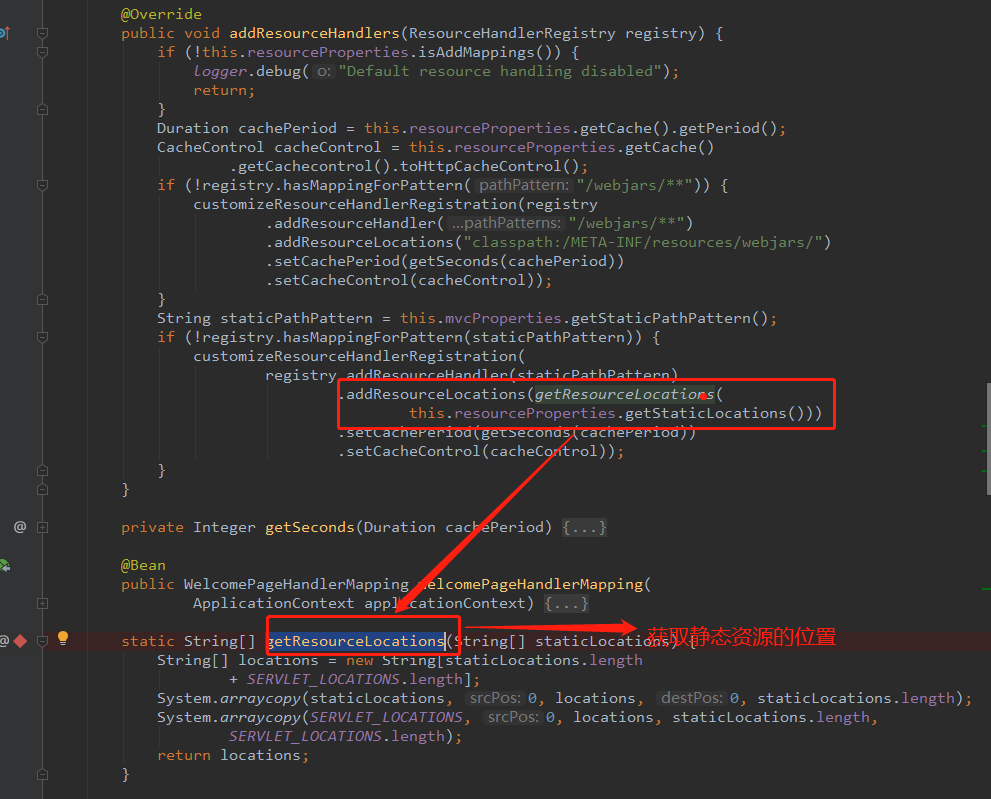 @Override
public void addResourceHandlers(ResourceHandlerRegistry registry) {
if (!this.resourceProperties.isAddMappings()) {
logger.debug( o: "Default resource handling disabled");
return;
}
Duration cachePeriod = this.resourceProperties.getCache().getPeriod();
CacheControl cacheControl = this.resourceProperties.getCache()
.getCachecontrol().toHttpCacheControl();
if (!registry.hasMappingForPattern( pathPattern: "/webjars/**")) {
customizeResourceHandlerRegistration(registry
.addResourceHandler( ...pathPatterns: "/webjars/**")
.addResourceLocations("classpath:/META-INF/resources/webjars/")
.setCachePeriod(getSeconds(cachePeriod))
.setCacheControl(cacheControl));
}
String staticPathPattern = this.mvcProperties.getStaticPathPattern();
if (!registry.hasMappingForPattern(staticPathPattern)) {
customizeResourceHandlerRegistration(
registry.addResourceHandler(staticPathPattern)
.addResourceLocations(getResourceLocations(
this.resourceProperties.getStaticLocations()))
.setCachePeriod(getSeconds(cachePeriod))
.setCacheControl(cacheControl));
}
}
@ private Integer getSeconds(Duration cachePeriod) {...}
@Bean
public WelcomePageHandlerMapping welcomePageHandlerMapping(
ApplicationContext applicationContext) {...}
@ static String[] getResourceLocations(String[] staticLocations) { 获取静态资源的位置
String[] locations = new String[staticLocations.length
+ SERVLET_LOCATIONS.length];
System.arraycopy(staticLocations, srcPos: 0, locations, destPos: 0, staticLocations.length);
System.arraycopy(SERVLET_LOCATIONS, srcPos: 0, locations, staticLocations.length,
SERVLET_LOCATIONS.length);
return locations;
}